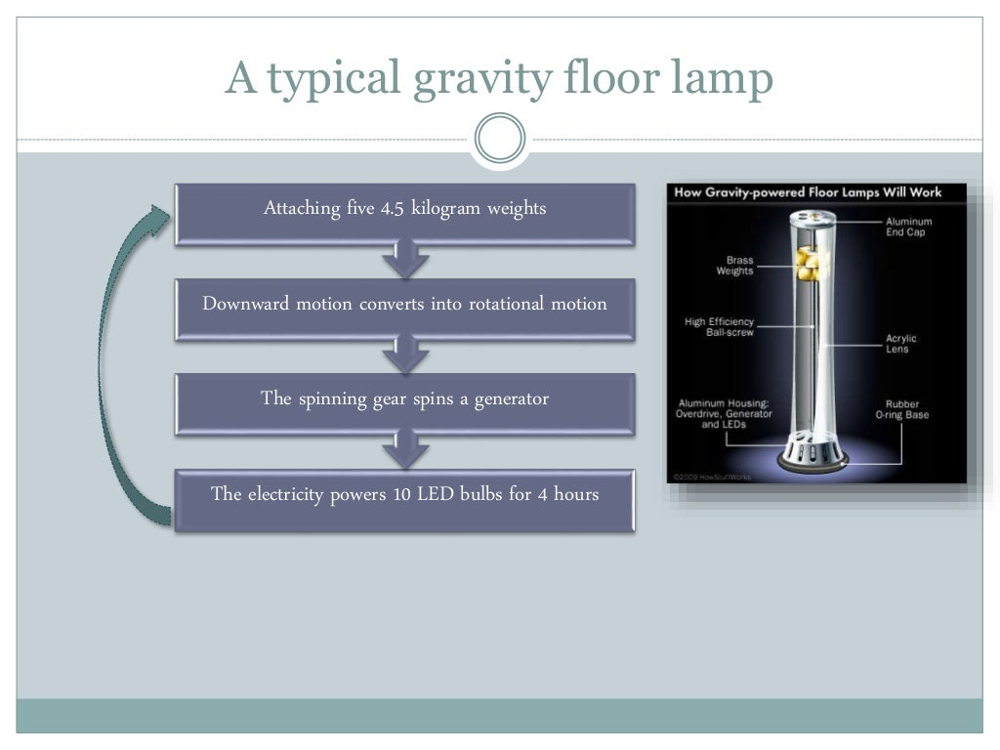 A typical gravity floor lamp
Attaching five 4.5 kilogram weights
Downward motion converts into rotational motion
The spinning gear spins a generator
The electricity powers 10 LED bulbs for 4 hours
How Gravity-powered Floor Lamps Will Work
Aluminum
End Cap
Brass
Weights
High Efficiency
Ball-screw
Acrylic
Lens
Aluminum Housing:
Overdrive, Generator
and LEDs
Rubber
O-ring Base
©2009 HowStuffWorks